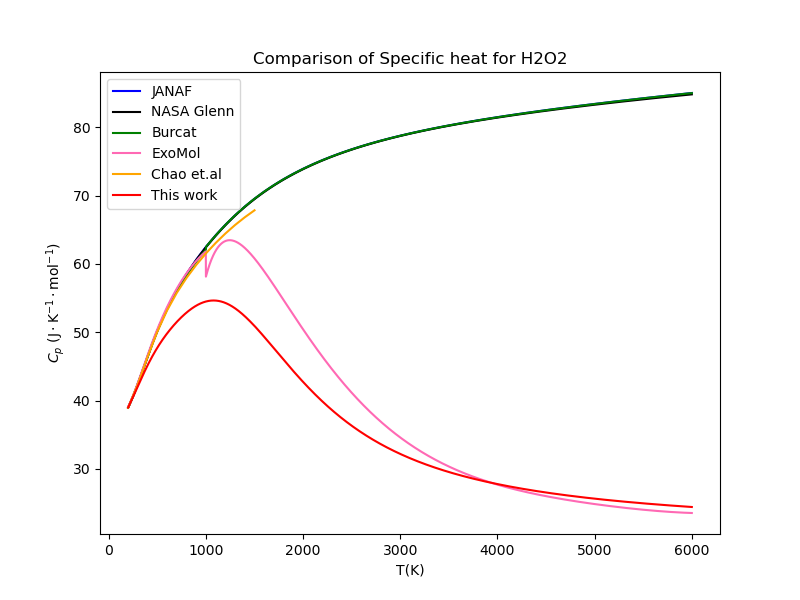 Comparison of Specific heat for H2O2
JANAF
NASA Glenn
Burcat
ExoMol
Chao et.al
This work
80
70
60
50
40
30
$C_p$ (J · K$^{-1}$ · mol$^{-1}$)
0 1000 2000 3000 4000 5000 6000
T(K)